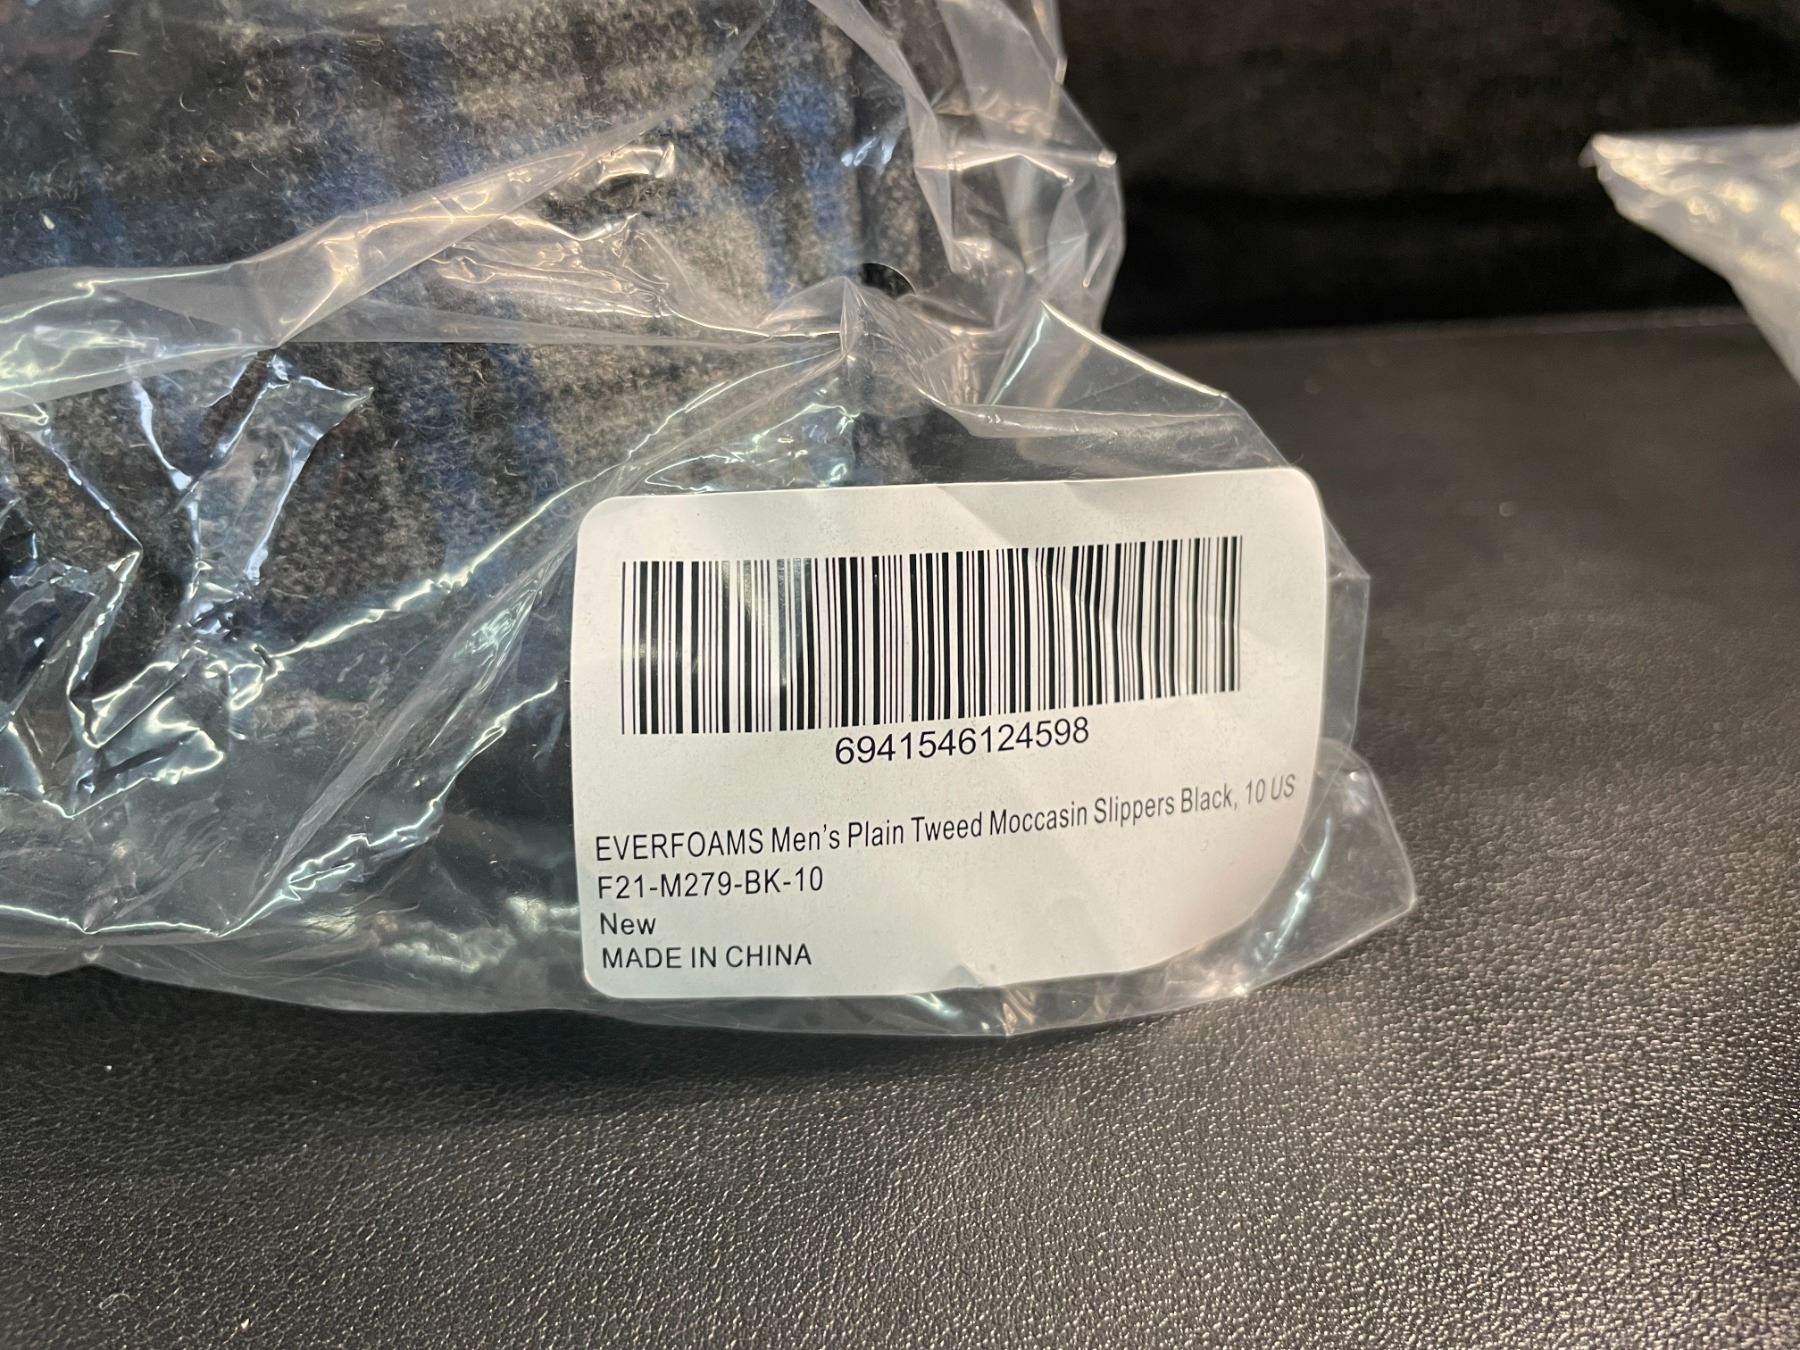 6941546124598
EVERFOAMS Men's Plain Tweed Moccasin Slippers Black, 10 US
F21-M279-BK-10
New
MADE IN CHINA